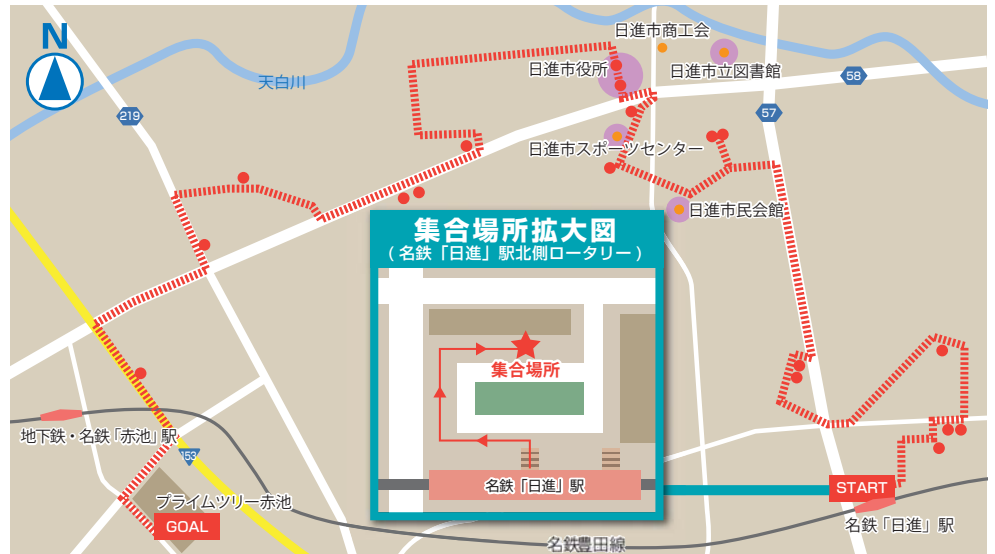 N
天白川
219
日進市商工会
日進市役所
日進市立図書館
58
57
日進市スポーツセンター
日進市民会館
集合場所拡大図
(名鉄「日進」駅北側ロータリー)
集合場所
名鉄「日進」駅
地下鉄・名鉄「赤池」駅
153
プライムツリー赤池
GOAL
START
名鉄「日進」駅
名鉄豊田線